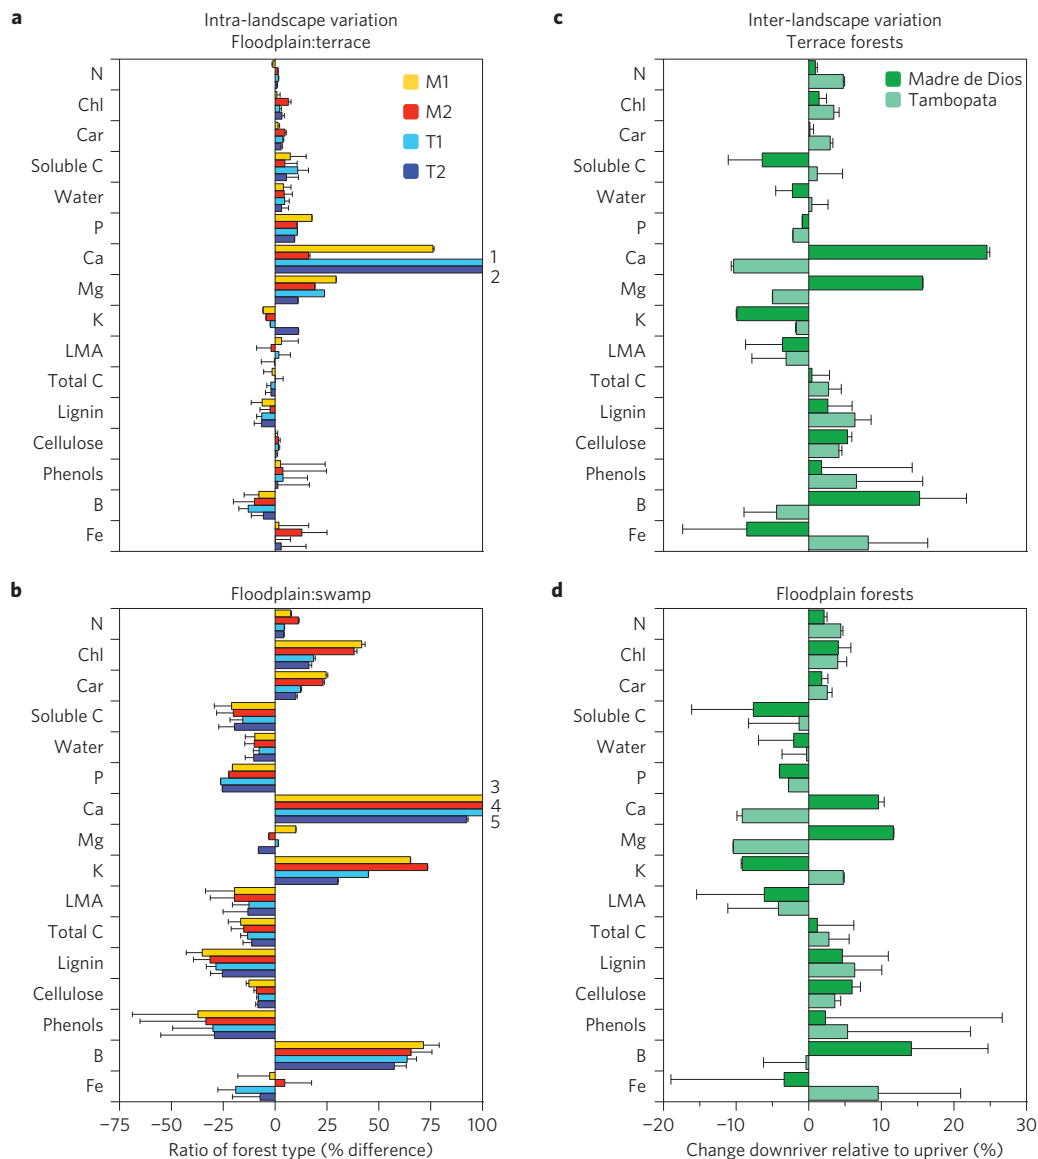 a
Intra-landscape variation
Floodplain:terrace
N
Chl
Car
Soluble C
Water
P
Ca
Mg
K
LMA
Total C
Lignin
Cellulose
Phenols
B
Fe
M1
M2
T1
T2
1
2
b
Floodplain:swamp
N
Chl
Car
Soluble C
Water
P
Ca
Mg
K
LMA
Total C
Lignin
Cellulose
Phenols
B
Fe
3
4
5
−75 −50 −25 0 25 50 75 100
Ratio of forest type (% difference)
c
Inter-landscape variation
Terrace forests
N
Chl
Car
Soluble C
Water
P
Ca
Mg
K
LMA
Total C
Lignin
Cellulose
Phenols
B
Fe
Madre de Dios
Tambopata
d
Floodplain forests
N
Chl
Car
Soluble C
Water
P
Ca
Mg
K
LMA
Total C
Lignin
Cellulose
Phenols
B
Fe
−20 −10 0 10 20 30
Change downriver relative to upriver (%)